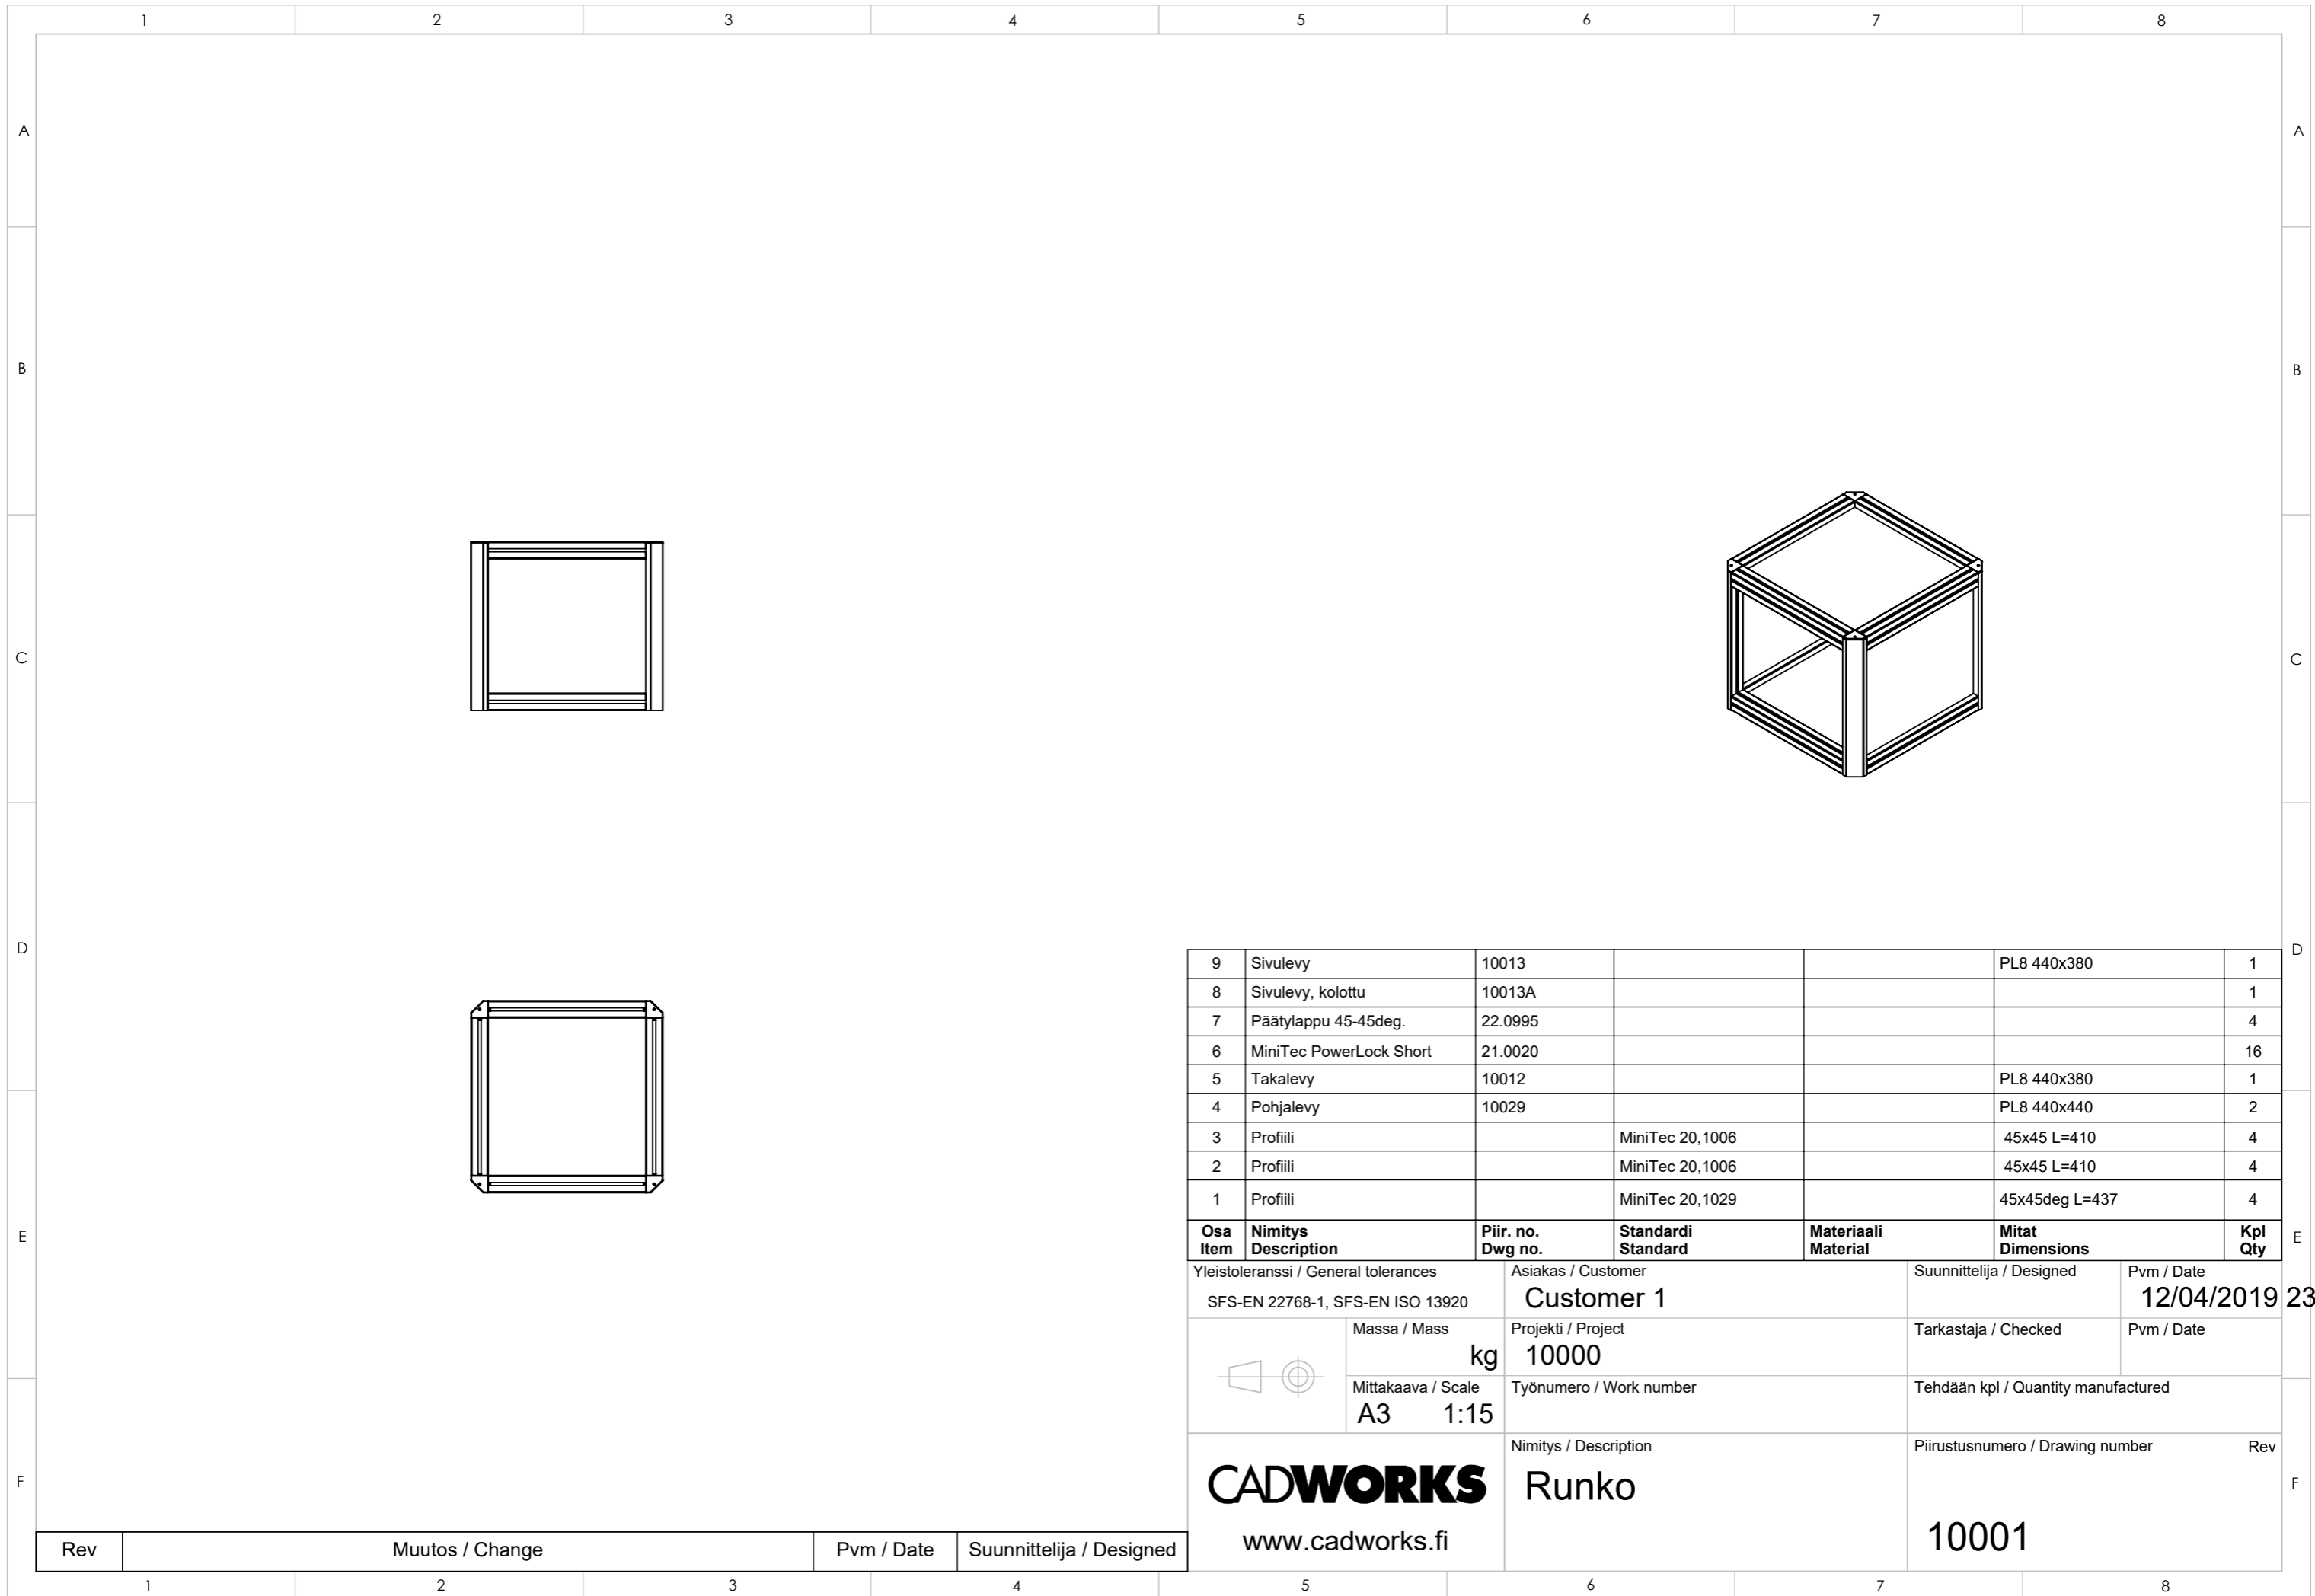 1 2 3 4 5 6 7 8
A A
B B
C C
D D
9 Sivulevy 10013 PL8 440x380 1
8 Sivulevy, kolottu 10013A 1
7 Päätylappu 45-45deg. 22.0995 4
6 MiniTec PowerLock Short 21.0020 16
5 Takalevy 10012 PL8 440x380 1
4 Pohjalevy 10029 PL8 440x440 2
3 Profiili MiniTec 20,1006 45x45 L=410 4
2 Profiili MiniTec 20,1006 45x45 L=410 4
1 Profiili MiniTec 20,1029 45x45deg L=437 4
E E
Osa Nimitys Piir. no. Standardi Materiaali Mitat Kpl
Item Description Dwg no. Standard Material Dimensions Qty
Yleistoleranssi / General tolerances Asiakas / Customer Suunnittelija / Designed Pvm / Date
SFS-EN 22768-1, SFS-EN ISO 13920 Customer 1 12/04/2019 23
Massa / Mass Projekti / Project Tarkastaja / Checked Pvm / Date
kg 10000
Mittakaava / Scale Työnumero / Work number Tehdään kpl / Quantity manufactured
A3 1:15
Nimitys / Description Piirustusnumero / Drawing number Rev
F F
CADWORKS Runko
www.cadworks.fi 10001
Rev Muutos / Change Pvm / Date Suunnittelija / Designed
1 2 3 4 5 6 7 8